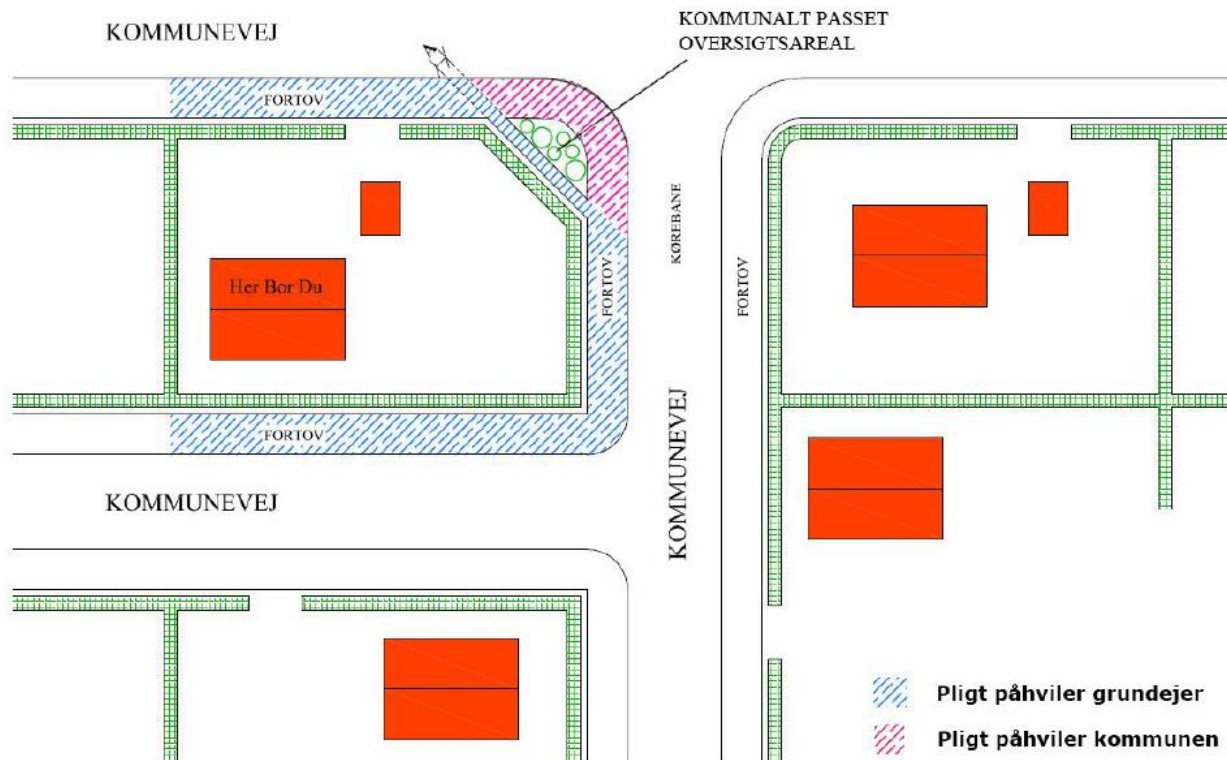 KOMMUNEVEJ
KOMMUNALT PASSET
OVERSIGTSAREAL
FORTOV
KØREBANE
Her Bor Du
FORTOV
FORTOV
FORTOV
KOMMUNEVEJ
KOMMUNEVEJ
Pligt påhviler grundejer
Pligt påhviler kommunen